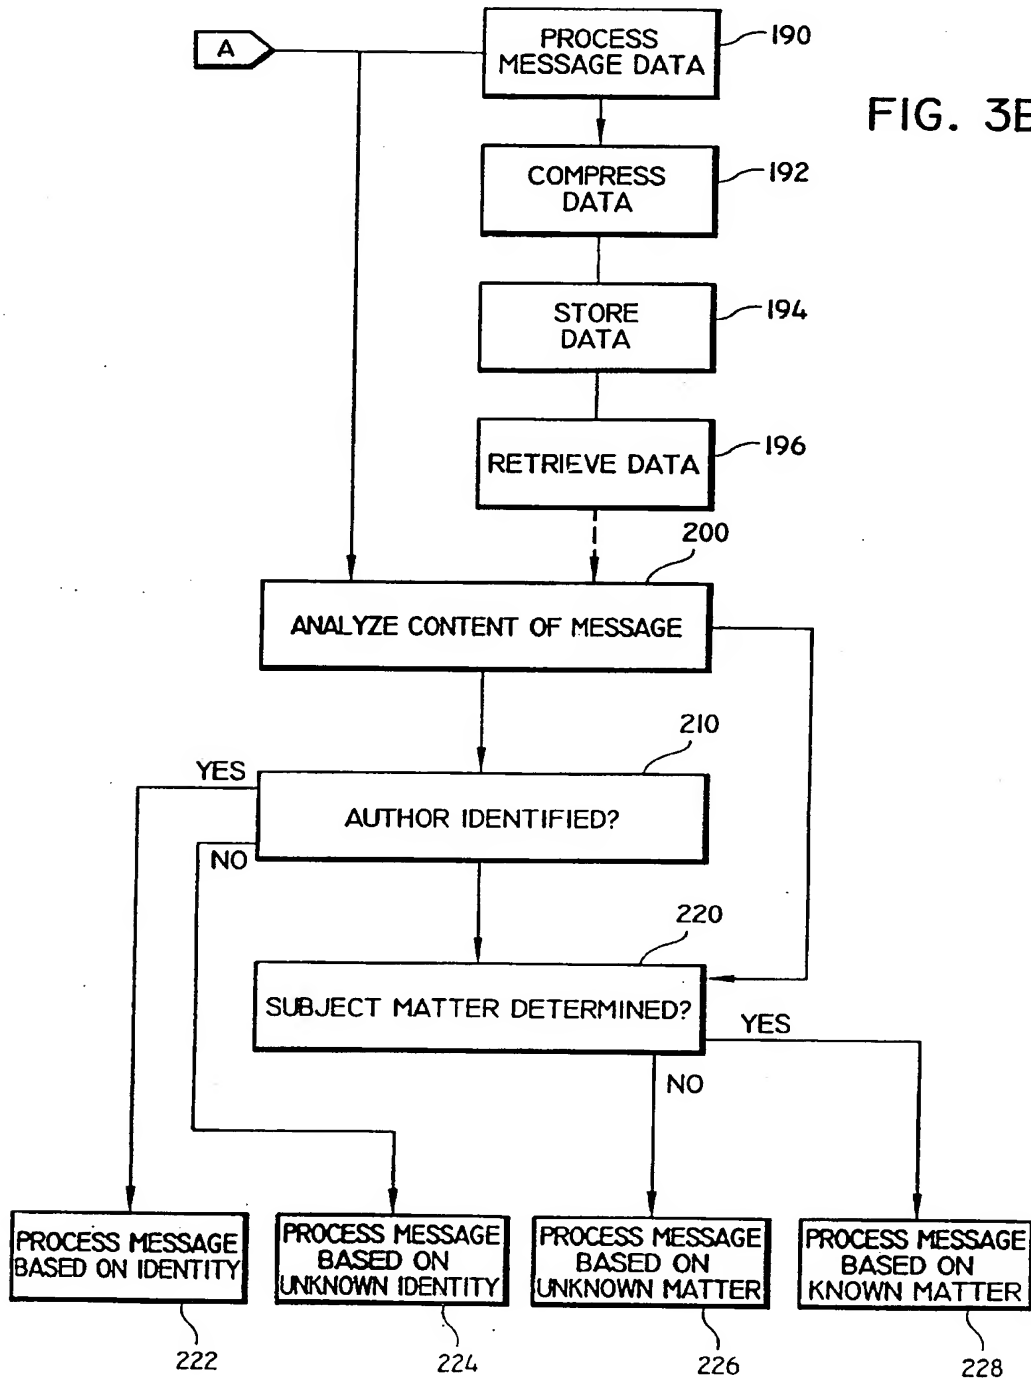 A
PROCESS
MESSAGE DATA
190
FIG. 3B
COMPRESS
DATA
192
STORE
DATA
194
RETRIEVE DATA
196
200
ANALYZE CONTENT OF MESSAGE
210
YES
AUTHOR IDENTIFIED?
NO
220
SUBJECT MATTER DETERMINED?
YES
NO
PROCESS MESSAGE
BASED ON IDENTITY
PROCESS MESSAGE
BASED ON
UNKNOWN IDENTITY
PROCESS MESSAGE
BASED ON
UNKNOWN MATTER
PROCESS MESSAGE
BASED ON
KNOWN MATTER
222
224
226
228